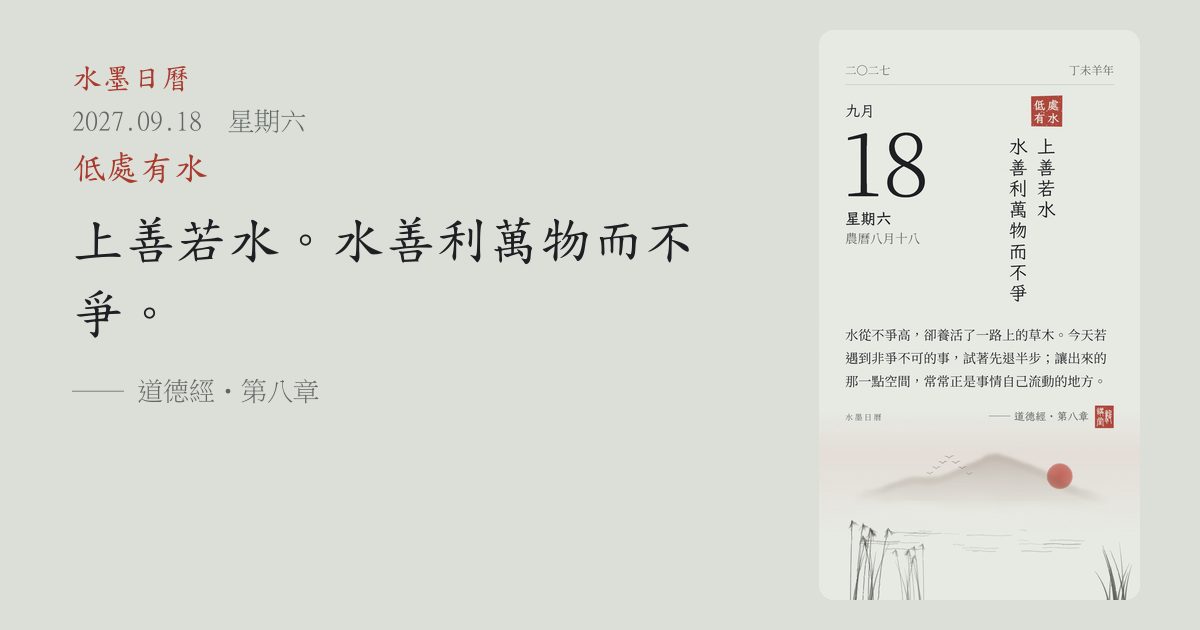 水墨日曆
2027.09.18 星期六
低處有水
上善若水。水善利萬物而不
爭。
—— 道德經・第八章
二〇二七
丁未羊年
九月
18
星期六
農曆八月十八
低處
有水
上善若水
水善利萬物而不爭
水從不爭高，卻養活了一路上的草木。今天若
遇到非爭不可的事，試著先退半步；讓出來的
那一點空間，常常正是事情自己流動的地方。
水墨日曆
—— 道德經・第八章